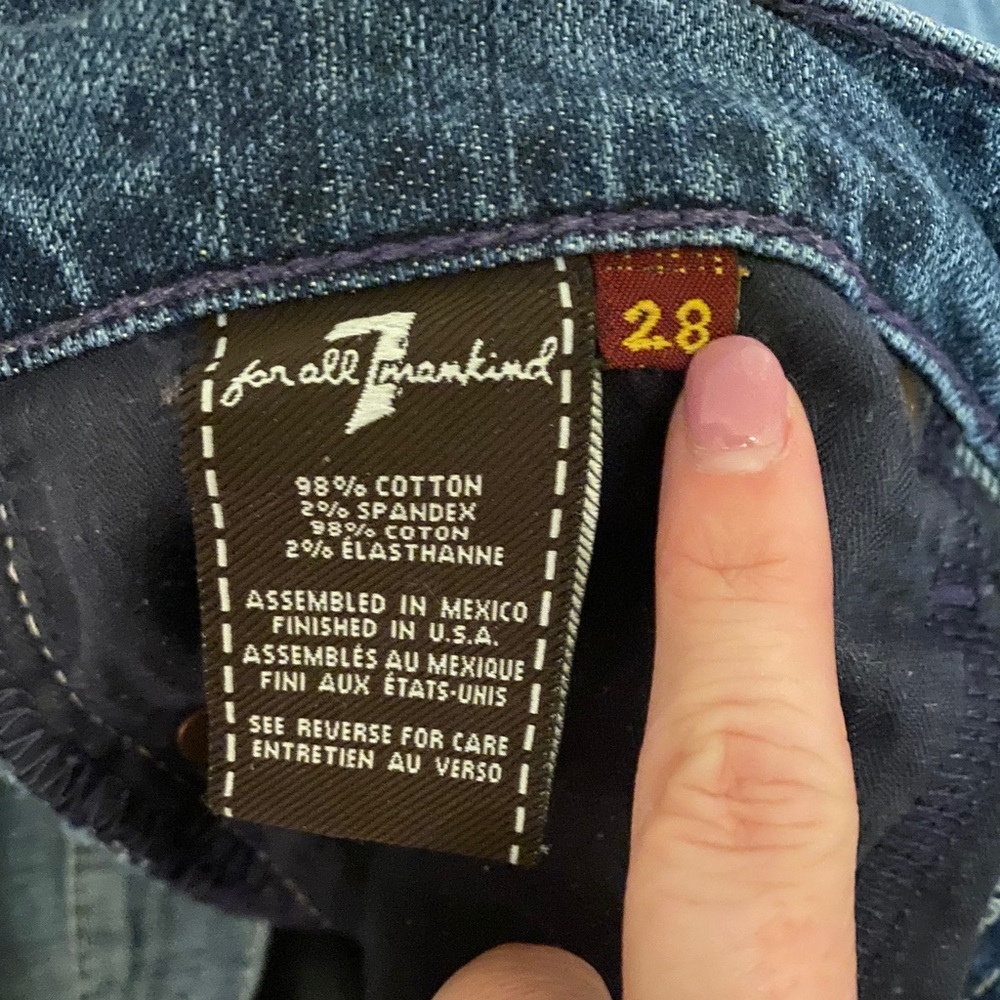 for all 7 mankind
28
98% COTTON
2% SPANDEX
98% COTON
2% ÉLASTHANNE
ASSEMBLED IN MEXICO
FINISHED IN U.S.A.
ASSEMBLÉS AU MEXIQUE
FINI AUX ÉTATS-UNIS
SEE REVERSE FOR CARE
ENTRETIEN AU VERSO